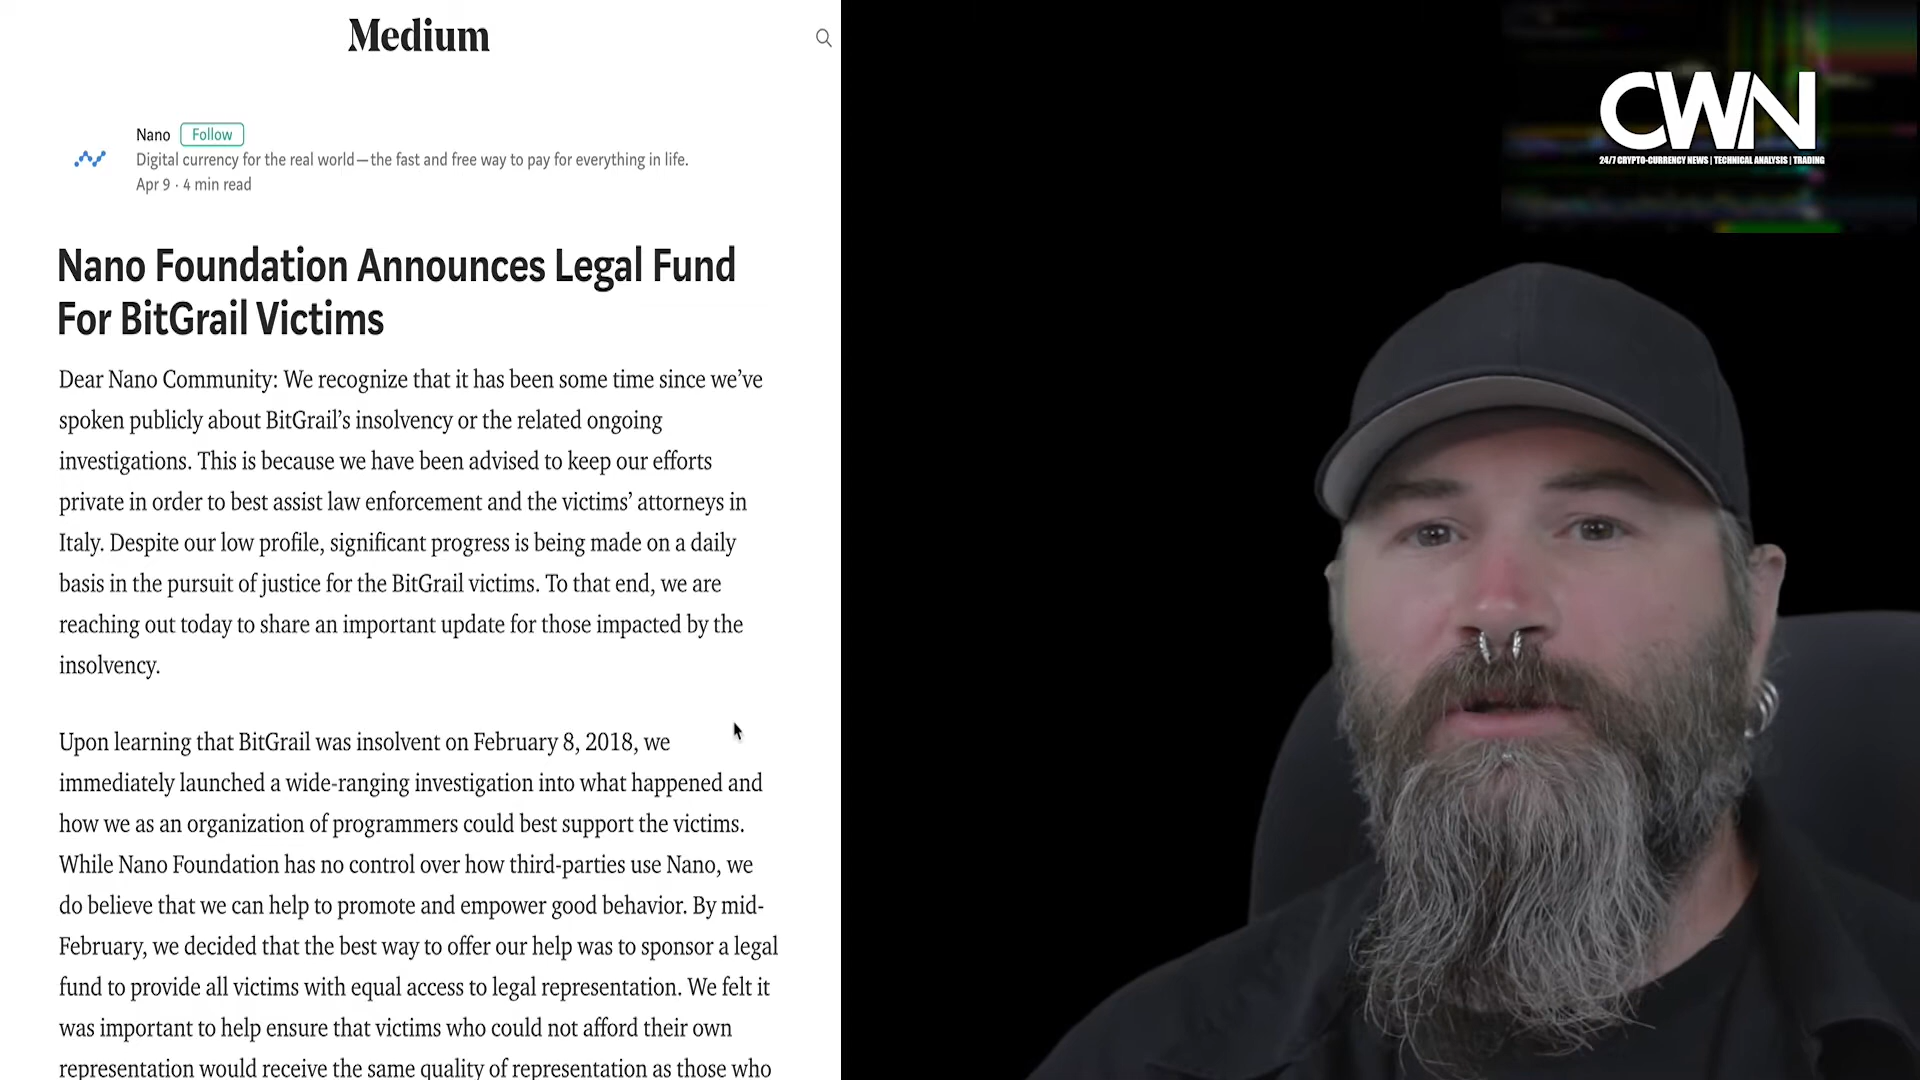 Medium
Nano Follow
Digital currency for the real world — the fast and free way to pay for everything in life.
Apr 9 · 4 min read
Nano Foundation Announces Legal Fund
For BitGrail Victims
Dear Nano Community: We recognize that it has been some time since we’ve
spoken publicly about BitGrail’s insolvency or the related ongoing
investigations. This is because we have been advised to keep our efforts
private in order to best assist law enforcement and the victims’ attorneys in
Italy. Despite our low profile, significant progress is being made on a daily
basis in the pursuit of justice for the BitGrail victims. To that end, we are
reaching out today to share an important update for those impacted by the
insolvency.
Upon learning that BitGrail was insolvent on February 8, 2018, we
immediately launched a wide-ranging investigation into what happened and
how we as an organization of programmers could best support the victims.
While Nano Foundation has no control over how third-parties use Nano, we
do believe that we can help to promote and empower good behavior. By mid-
February, we decided that the best way to offer our help was to sponsor a legal
fund to provide all victims with equal access to legal representation. We felt it
was important to help ensure that victims who could not afford their own
representation would receive the same quality of representation as those who
CWN
24/7 CRYPTO-CURRENCY NEWS | TECHNICAL ANALYSIS | TRADING